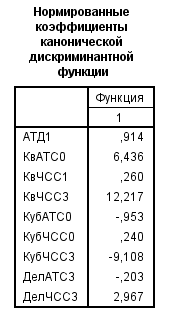 Нормированные
коэффициенты
канонической
дискриминантной
функции
Функция
1
АТД1 ,914
КвАТС0 6,436
КвЧСС1 ,260
КвЧСС3 12,217
КубАТС0 -,953
КубЧСС0 ,240
КубЧСС3 -9,108
ДелАТС3 -,203
ДелЧСС3 2,967